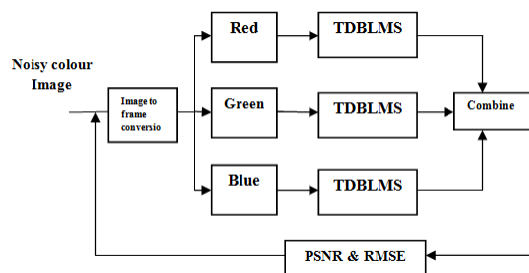 Noisy colour
Image
Image to
frame
conversio
Red
TDBLMS
Green
TDBLMS
Combine
Blue
TDBLMS
PSNR & RMSE